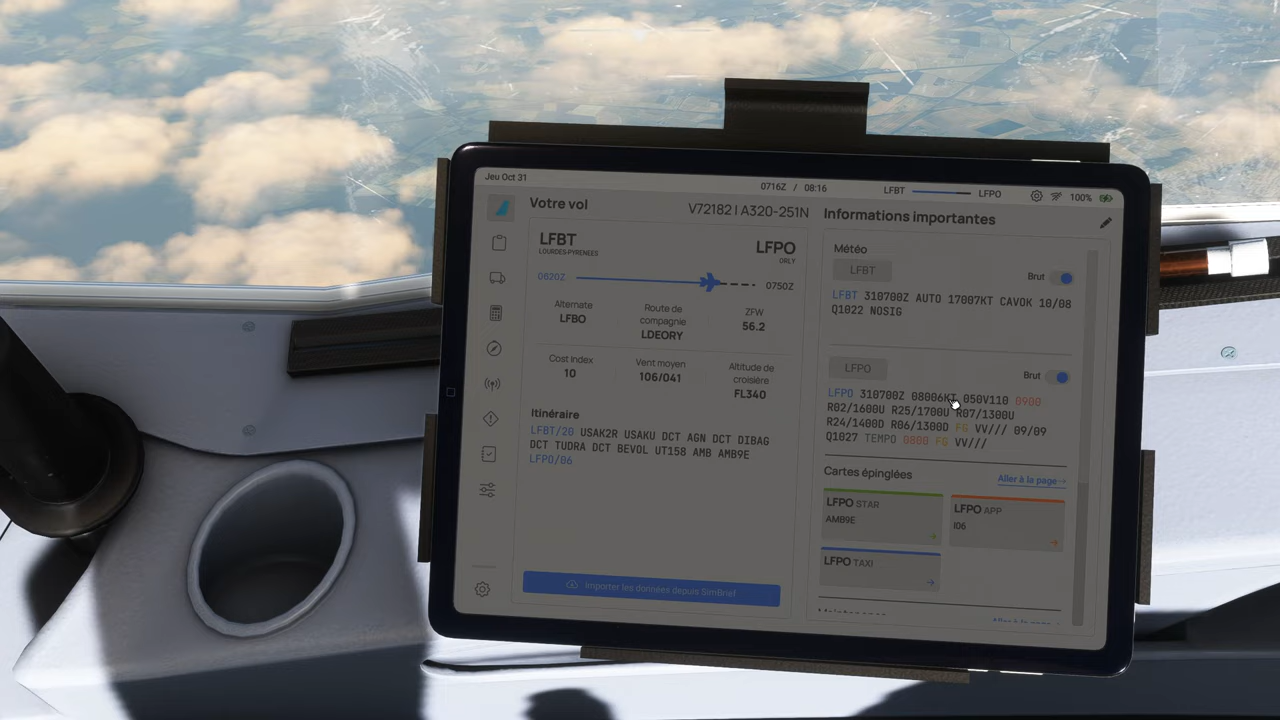 Jeu Oct 31
0716Z / 08:16
LFBT LFPO
100%
Votre vol
V72182 | A320-251N
LFBT
LOURDES-PYRENEES
LFPO
ORLY
0620Z
0750Z
Alternate
LFBO
Route de
compagnie
LDEORY
ZFW
56.2
Cost Index
10
Vent moyen
106/041
Altitude de
croisière
FL340
Itinéraire
LFBT/20 USAK2R USAKU DCT AGN DCT DIBAG
DCT TUDRA DCT BEVOL UT158 AMB AMB9E
LFPO/06
Importer les données depuis SimBrief
Informations importantes
Météo
LFBT
Brut
LFBT 310700Z AUTO 17007KT CAVOK 10/08
Q1022 NOSIG
LFPO
Brut
LFPO 310700Z 08006KT 050V110 0900
R02/1600U R25/1700U R07/1300U
R24/1400D R06/1300D FG VV/// 09/09
Q1027 TEMPO 0800 FG VV///
Cartes épinglées
Aller à la page
LFPO STAR
AMB9E
LFPO APP
I06
LFPO TAXI
Aller à la page